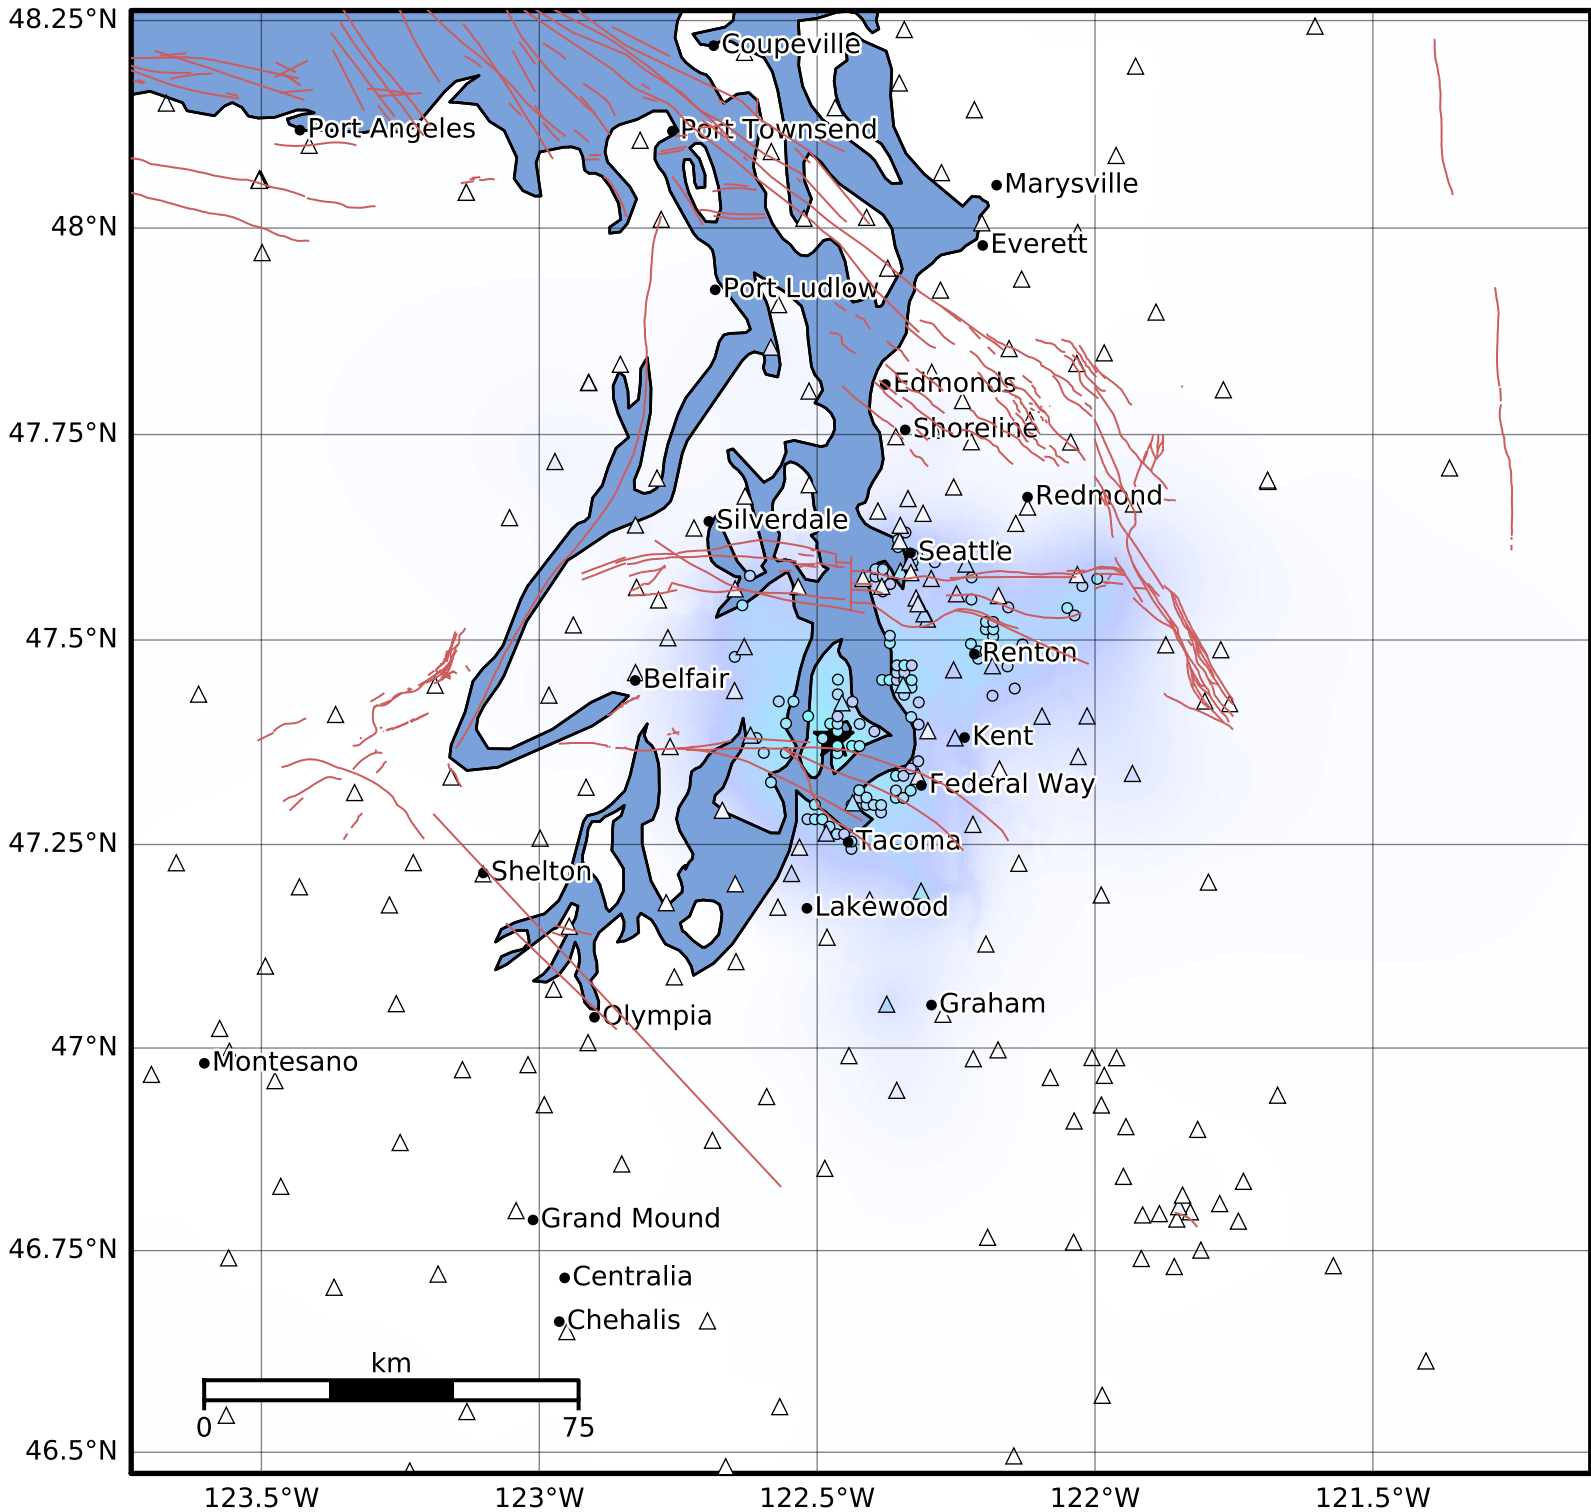 48.25°N
Coupeville
Port Angeles
Port Townsend
Marysville
48°N
Everett
Port Ludlow
Edmonds
47.75°N
Shoreline
Redmond
Silverdale
Seattle
47.5°N
Renton
Belfair
Kent
Federal Way
47.25°N
Tacoma
Shelton
Lakewood
Graham
Olympia
47°N
Montesano
Grand Mound
46.75°N
Centralia
Chehalis
km
0 75
46.5°N
123.5°W 123°W 122.5°W 122°W 121.5°W